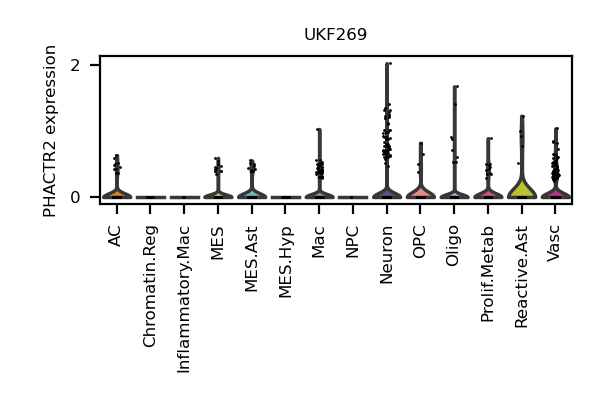 UKF269
PHACTR2 expression
2
0
AC
Chromatin.Reg
Inflammatory.Mac
MES
MES.Ast
MES.Hyp
Mac
NPC
Neuron
OPC
Oligo
Prolif.Metab
Reactive.Ast
Vasc